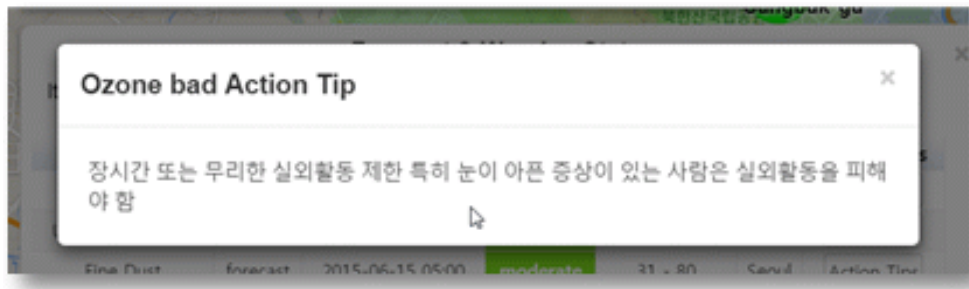 Ozone bad Action Tip
×
장시간 또는 무리한 실외활동 제한 특히 눈이 아픈 증상이 있는 사람은 실외활동을 피해
야 함
Fine Dust forecast 2015-06-15 05:00 moderate 31 - 80 Seoul Action Tips